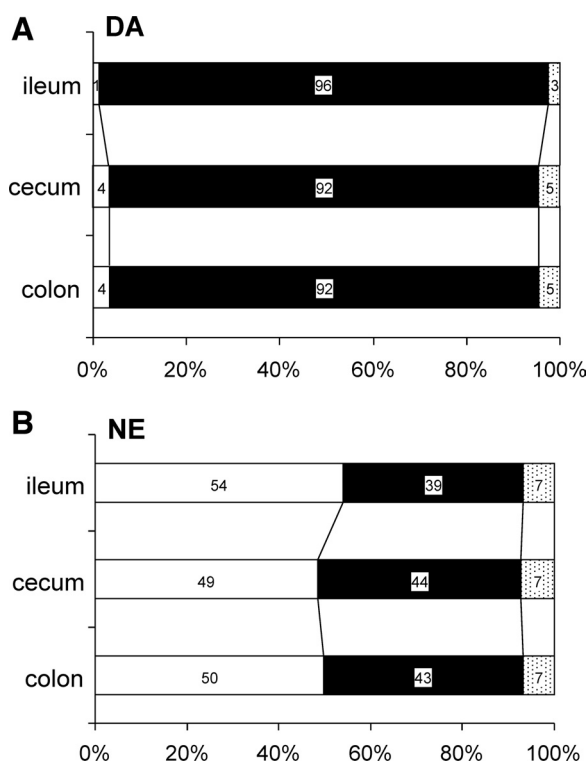 A DA
ileum 1 96 3
cecum 4 92 5
colon 4 92 5
0% 20% 40% 60% 80% 100%
B NE
ileum 54 39 7
cecum 49 44 7
colon 50 43 7
0% 20% 40% 60% 80% 100%